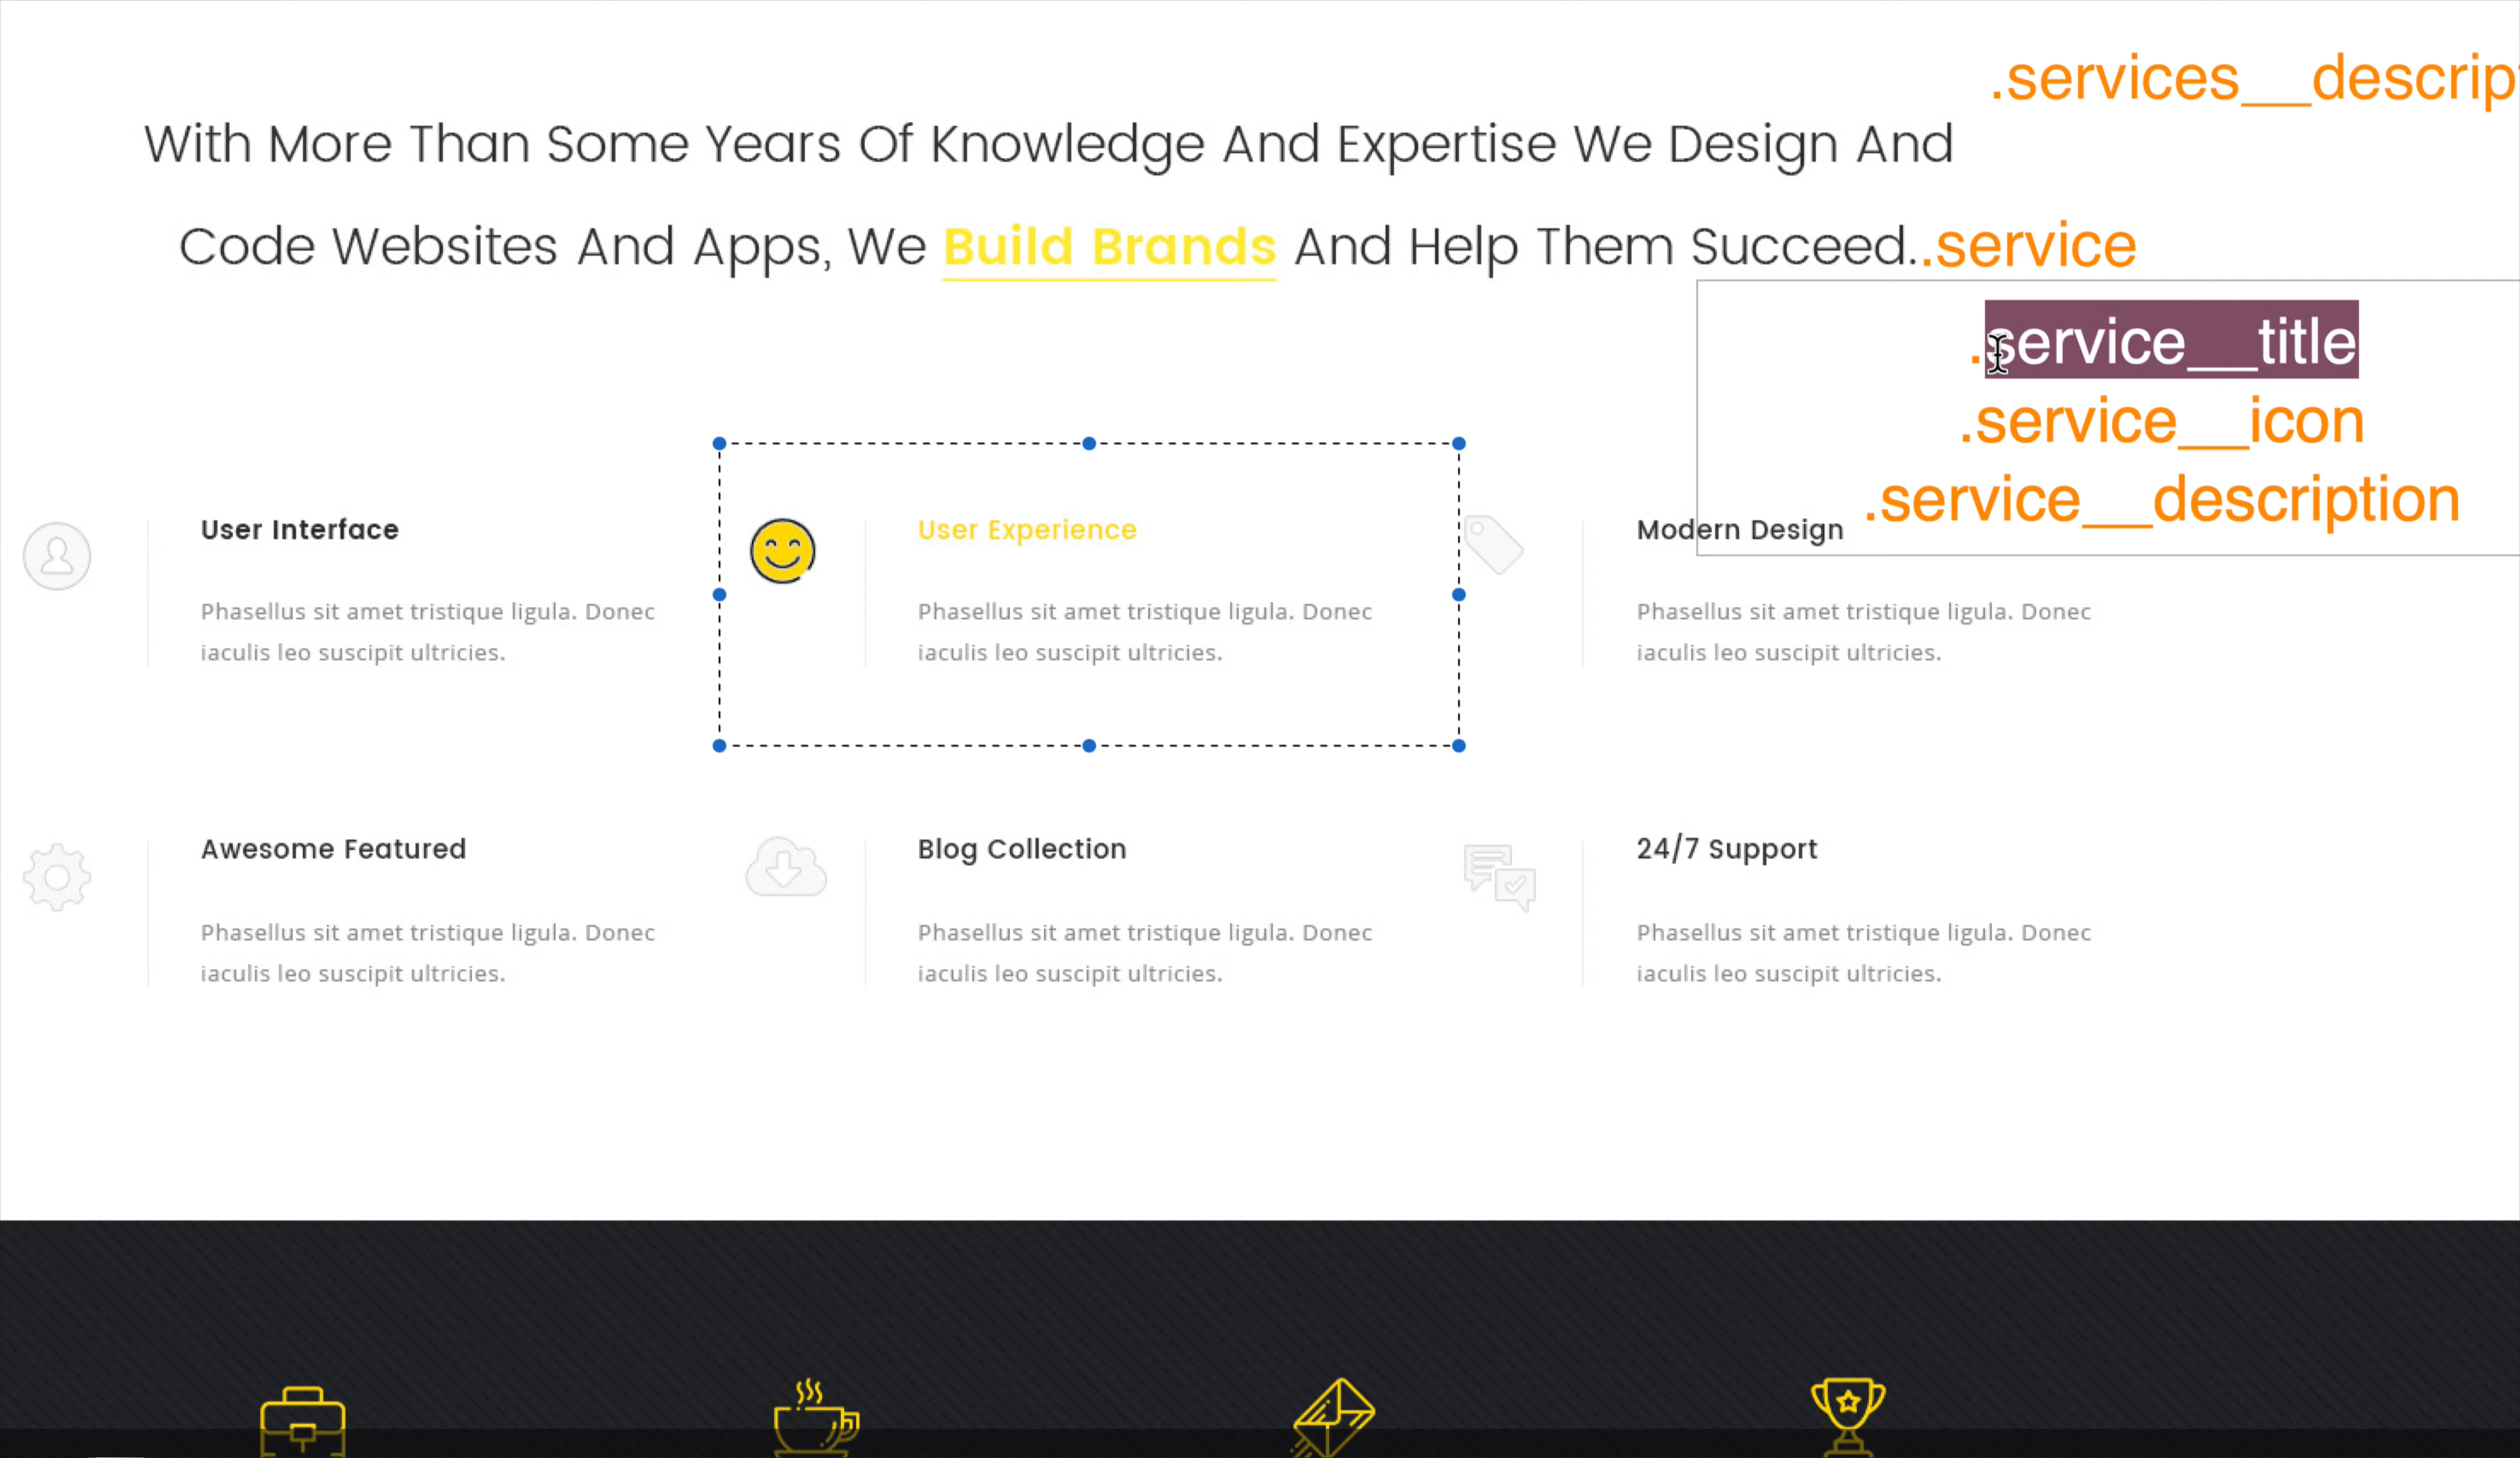 .services__descrip
With More Than Some Years Of Knowledge And Expertise We Design And
Code Websites And Apps, We Build Brands And Help Them Succeed.
.service
.service__title
.service__icon
.service__description
User Interface
Phasellus sit amet tristique ligula. Donec
iaculis leo suscipit ultricies.
User Experience
Phasellus sit amet tristique ligula. Donec
iaculis leo suscipit ultricies.
Modern Design
Phasellus sit amet tristique ligula. Donec
iaculis leo suscipit ultricies.
Awesome Featured
Phasellus sit amet tristique ligula. Donec
iaculis leo suscipit ultricies.
Blog Collection
Phasellus sit amet tristique ligula. Donec
iaculis leo suscipit ultricies.
24/7 Support
Phasellus sit amet tristique ligula. Donec
iaculis leo suscipit ultricies.